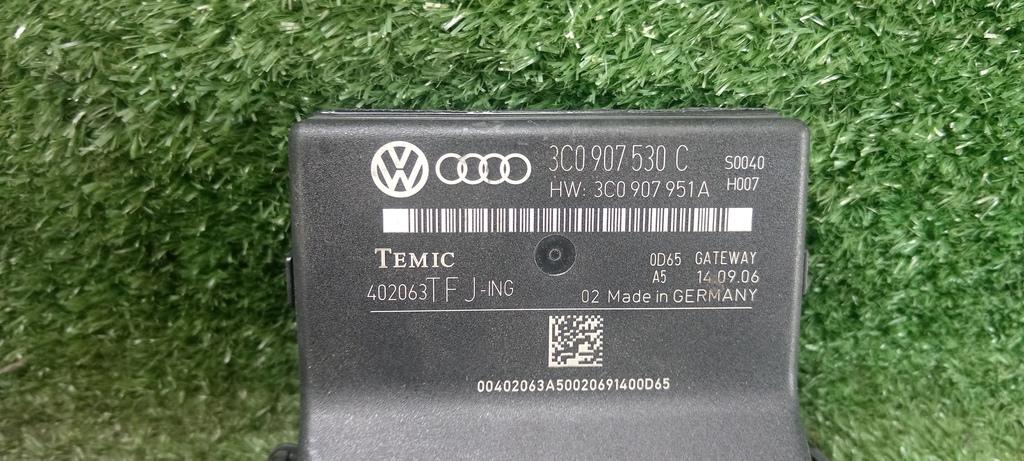 3C0 907 530 C S0040
HW: 3C0 907 951A H007
TEMIC
0D65 GATEWAY
A5 14.09.06
402063TFJ-ING
02 Made in GERMANY
00402063A50020691400D65